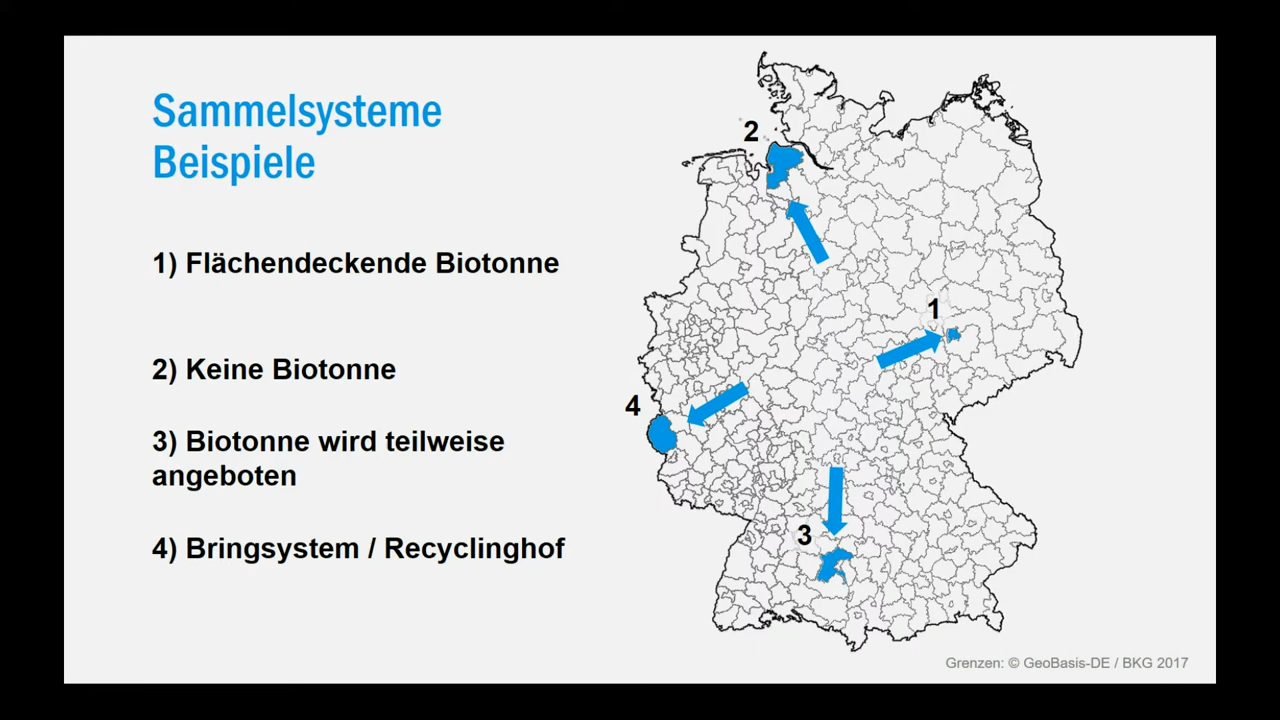 Sammelsysteme
Beispiele
1) Flächendeckende Biotonne
2) Keine Biotonne
3) Biotonne wird teilweise
angeboten
4) Bringsystem / Recyclinghof
2
1
4
3
Grenzen: © GeoBasis-DE / BKG 2017